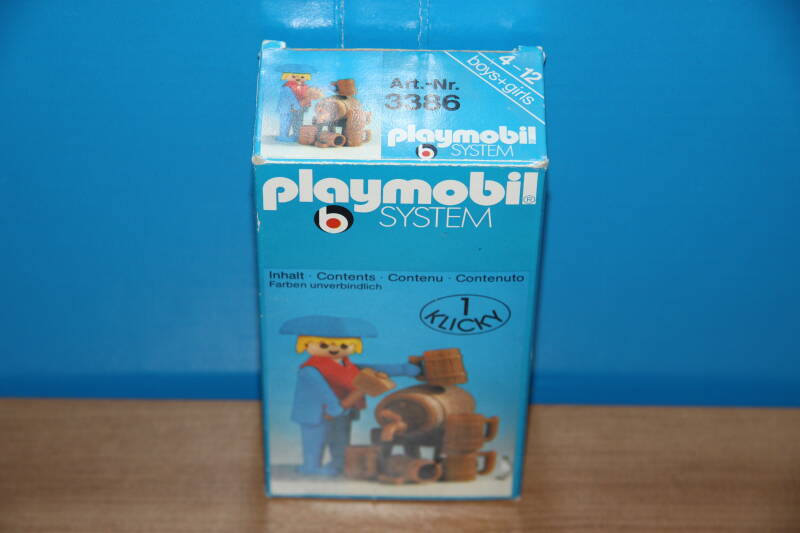 4-12
boys+girls
Art.-Nr.
3386
playmobil
SYSTEM
playmobil®
SYSTEM
Inhalt · Contents · Contenu · Contenuto
Farben unverbindlich
1
KLICKY